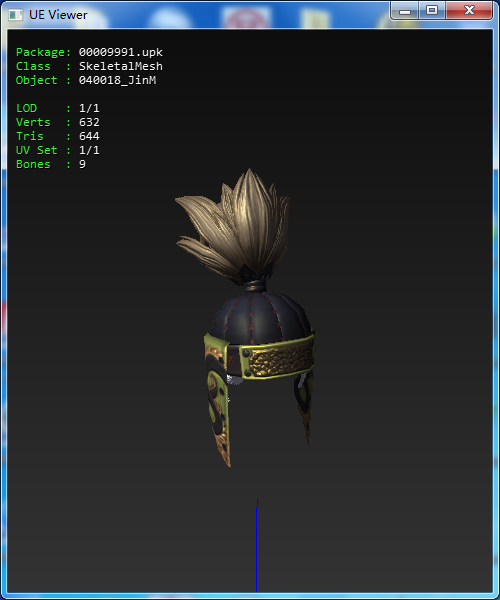 UE Viewer
Package: 00009991.upk
Class : SkeletalMesh
Object : 040018_JinM
LOD : 1/1
Verts : 632
Tris : 644
UV Set : 1/1
Bones : 9